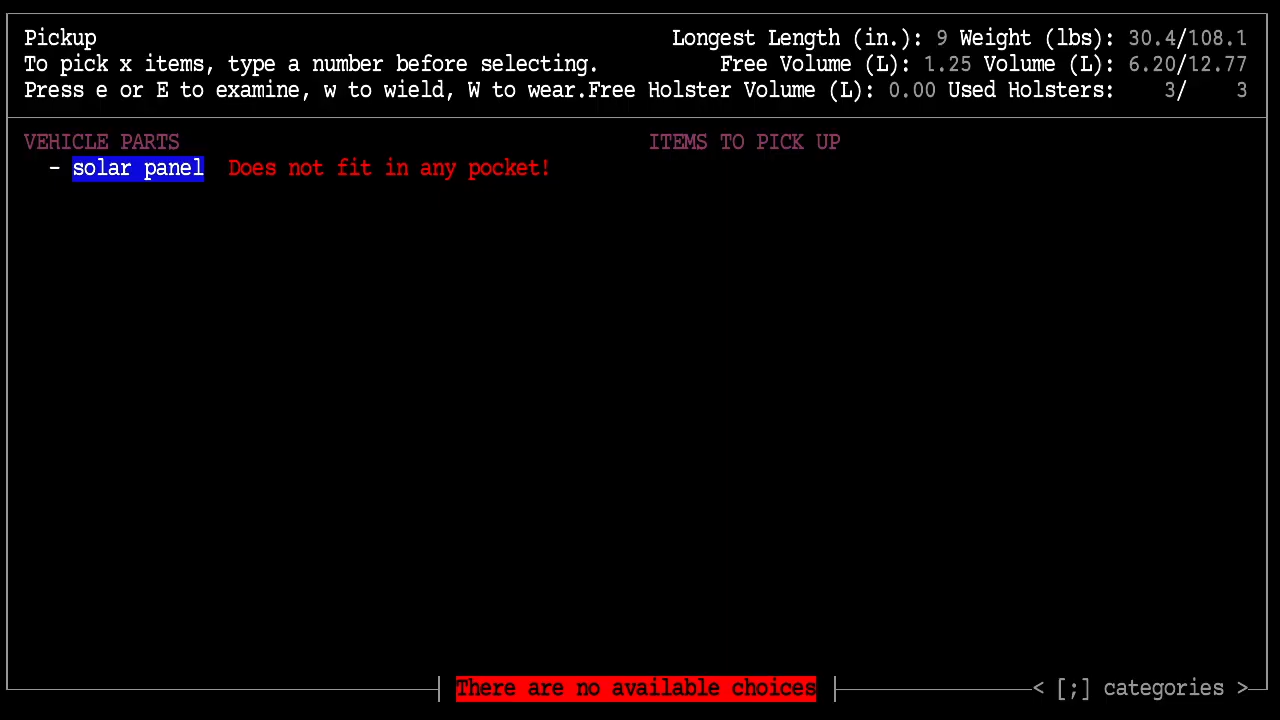 Pickup Longest Length (in.): 9 Weight (lbs): 30.4/108.1
To pick x items, type a number before selecting. Free Volume (L): 1.25 Volume (L): 6.20/12.77
Press e or E to examine, w to wield, W to wear.Free Holster Volume (L): 0.00 Used Holsters: 3/ 3
VEHICLE PARTS ITEMS TO PICK UP
- solar panel Does not fit in any pocket!
There are no available choices < [;] categories >